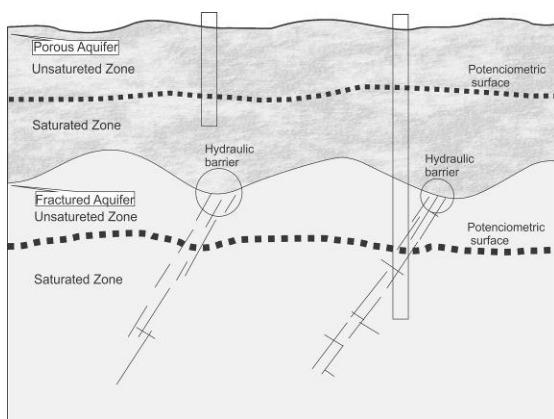 Porous Aquifer
Unsatureted Zone
Potenciometric
surface
Saturated Zone
Hydraulic
barrier
Hydraulic
barrier
Fractured Aquifer
Unsatureted Zone
Potenciometric
surface
Saturated Zone